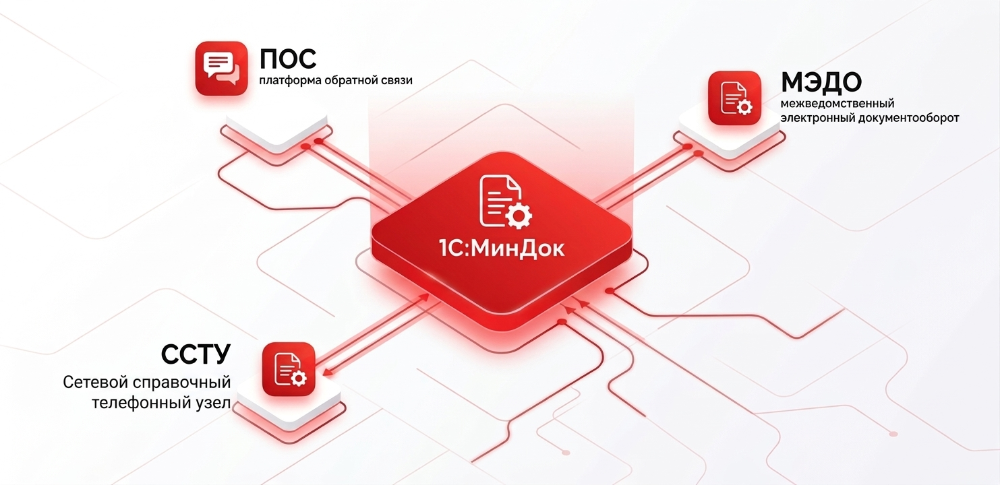 ПОС
платформа обратной связи
МЭДО
межведомственный
электронный документооборот
1С:МинДок
ССТУ
Сетевой справочный
телефонный узел